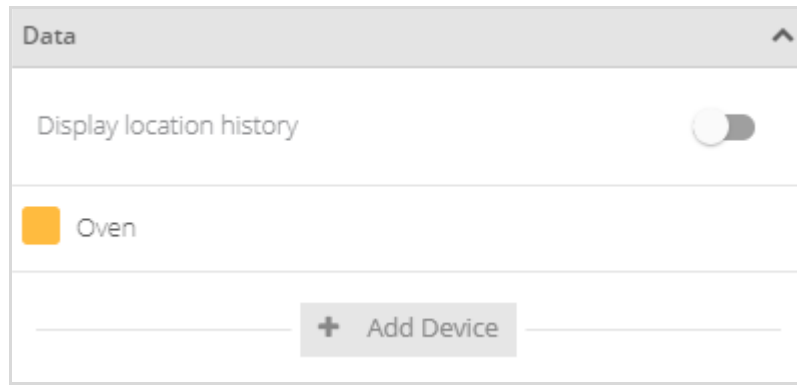 Data
Display location history
Oven
+ Add Device